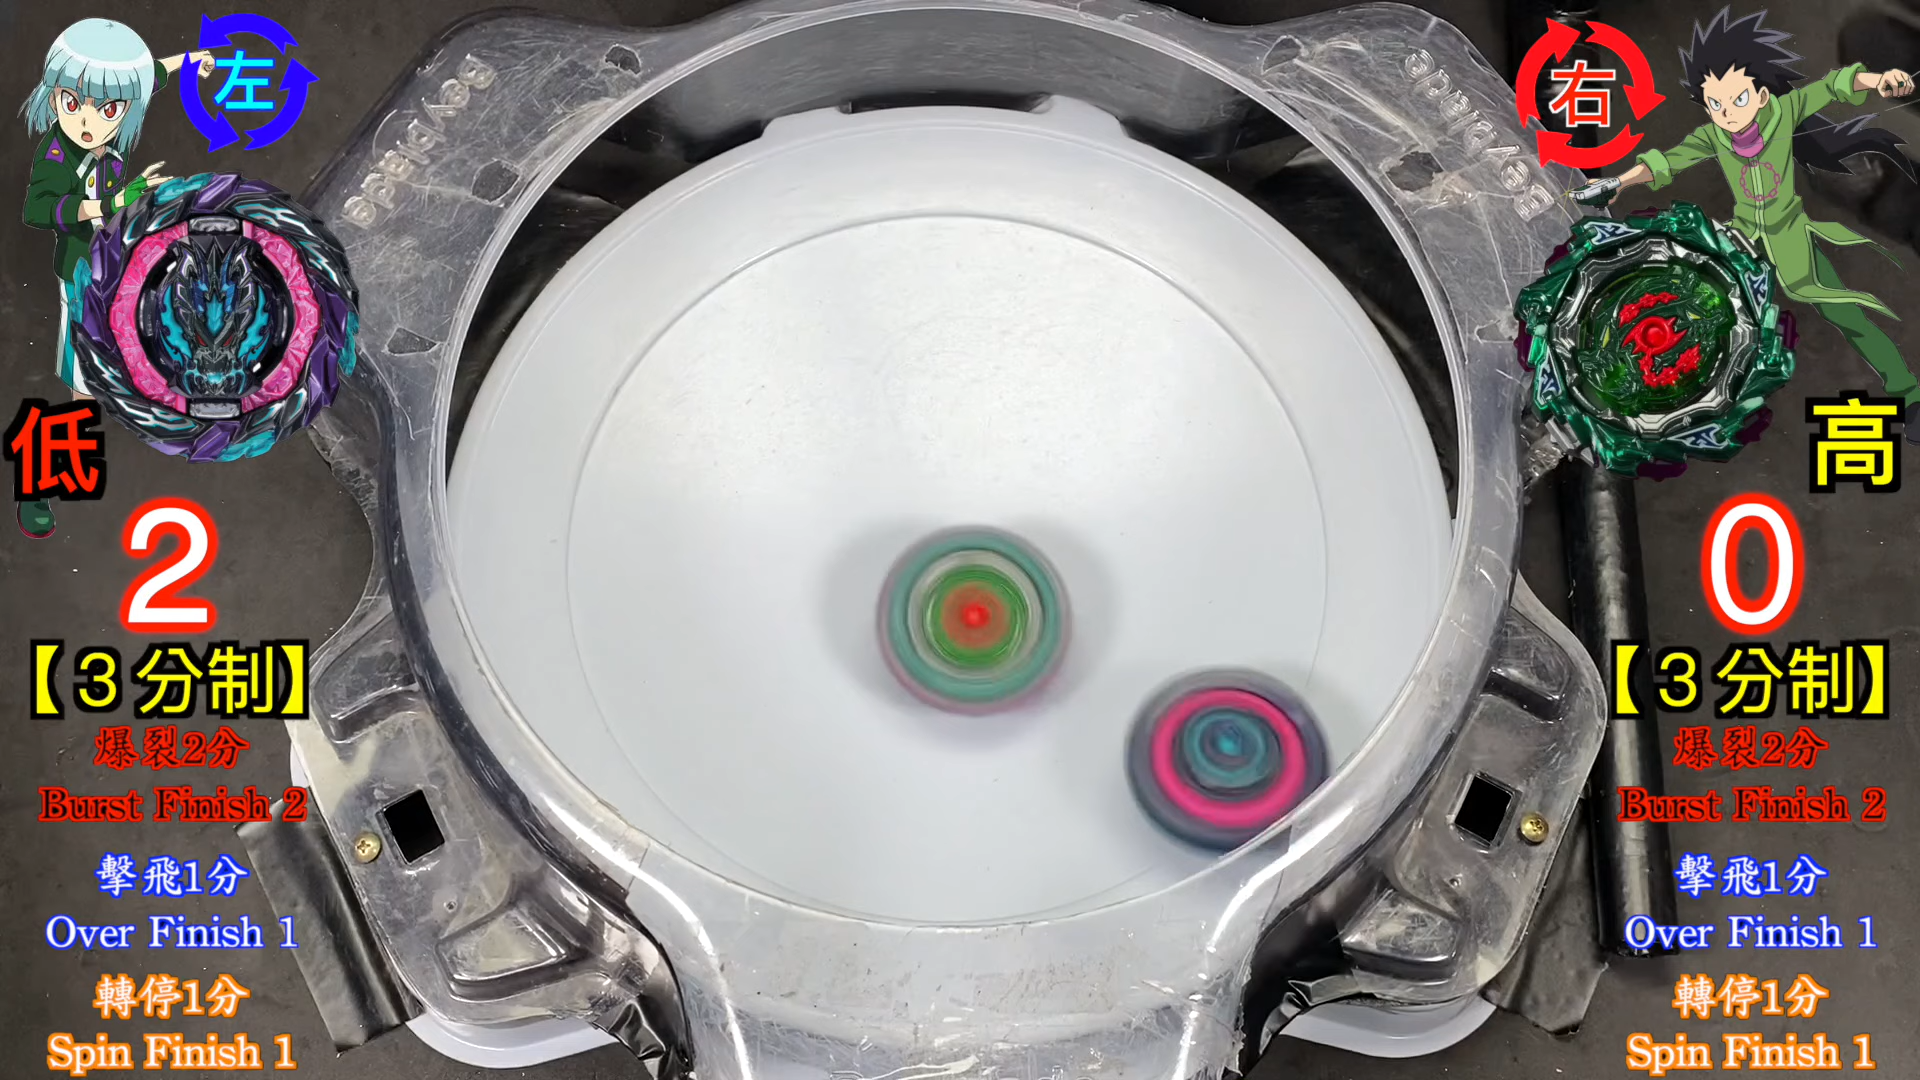 左
低
2
【3分制】
爆裂2分
Burst Finish 2
擊飛1分
Over Finish 1
轉停1分
Spin Finish 1
Beyblade
Beyblade
右
高
0
【3分制】
爆裂2分
Burst Finish 2
擊飛1分
Over Finish 1
轉停1分
Spin Finish 1